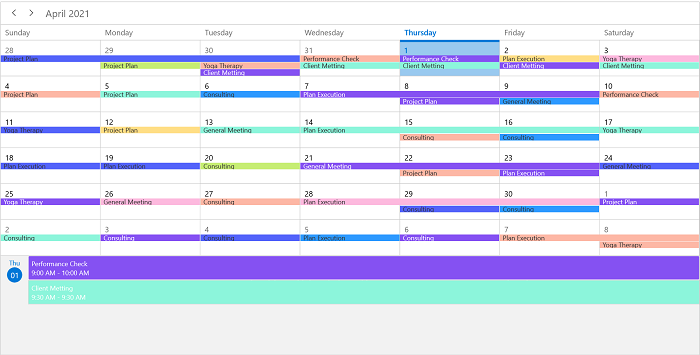 April 2021
Sunday Monday Tuesday Wednesday Thursday Friday Saturday
28 29 30 31 1 2 3
Project Plan Performance Check Performance Check Plan Execution Yoga Therapy
Project Plan Yoga Therapy Client Metting Client Metting Client Metting Client Metting
Client Metting
4 5 6 7 8 9 10
Project Plan Project Plan Consulting Plan Execution Performance Check
Project Plan General Meeting
11 12 13 14 15 16 17
Yoga Therapy Project Plan General Meeting Plan Execution Yoga Therapy
Consulting Consulting
18 19 20 21 22 23 24
Plan Execution Plan Execution Consulting General Meeting General Meeting
Project Plan Plan Execution
25 26 27 28 29 30 1
Yoga Therapy General Meeting Consulting Plan Execution Project Plan
Consulting Consulting
2 3 4 5 6 7 8
Consulting Consulting Consulting Plan Execution Consulting Plan Execution
Yoga Therapy
Thu
01
Performance Check
9:00 AM - 10:00 AM
Client Metting
9:30 AM - 9:30 AM